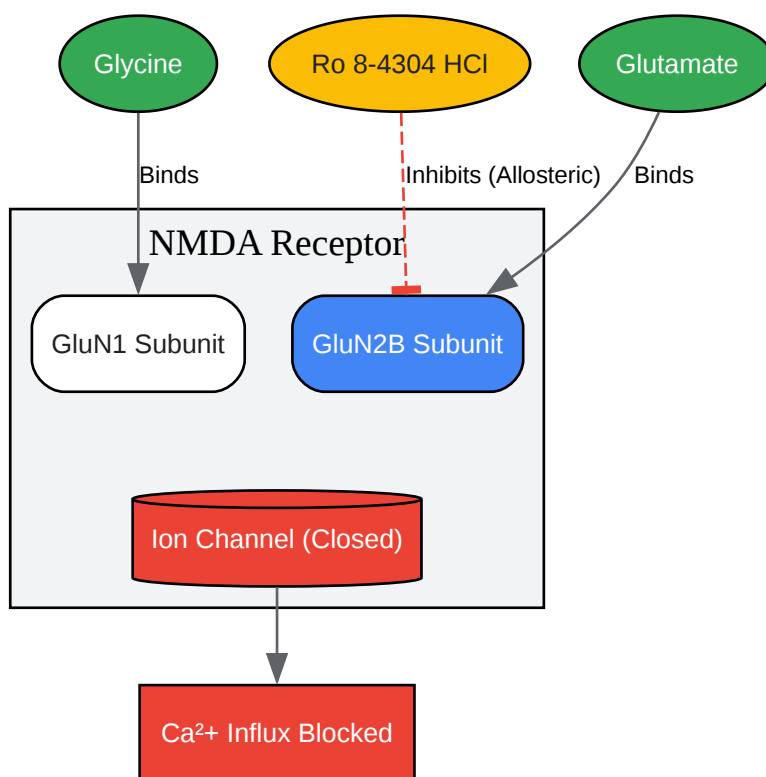 Glycine
Ro 8-4304 HCl
Glutamate
Binds
Inhibits (Allosteric)
Binds
NMDA Receptor
GluN1 Subunit
GluN2B Subunit
Ion Channel (Closed)
Ca²+ Influx Blocked